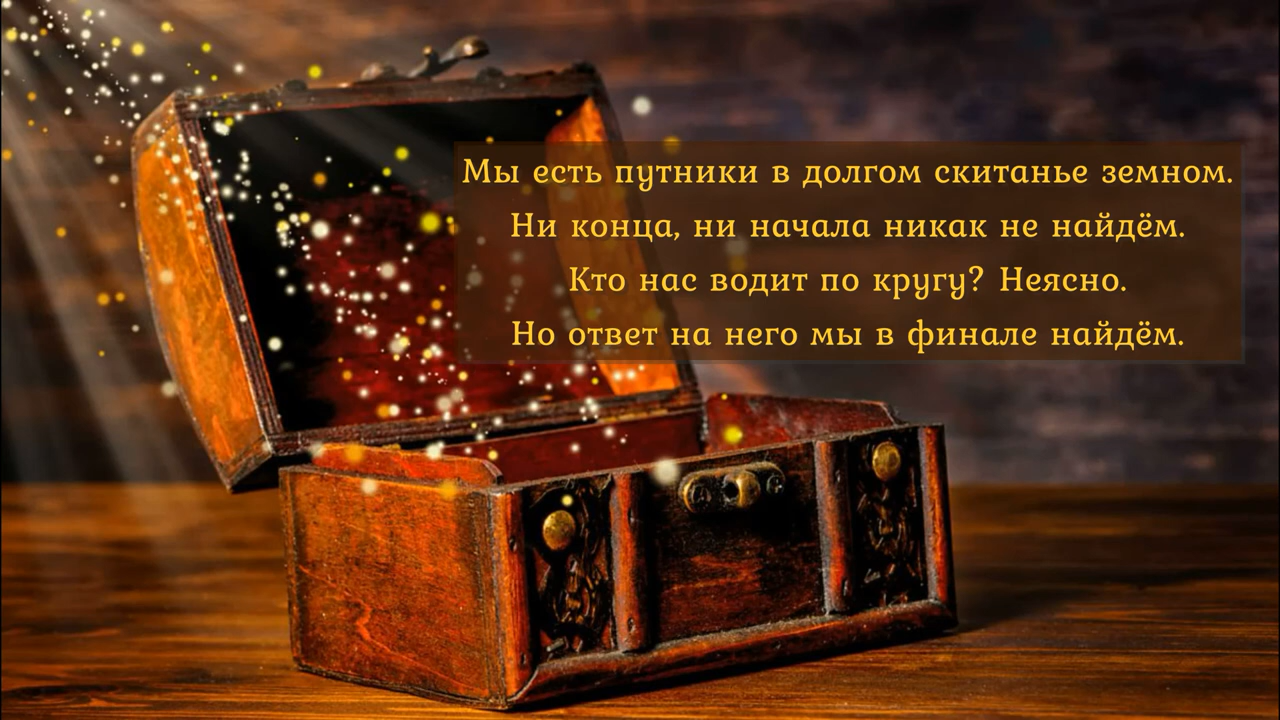 Мы есть путники в долгом скитанье земном.
Ни конца, ни начала никак не найдём.
Кто нас водит по кругу? Неясно.
Но ответ на него мы в финале найдём.